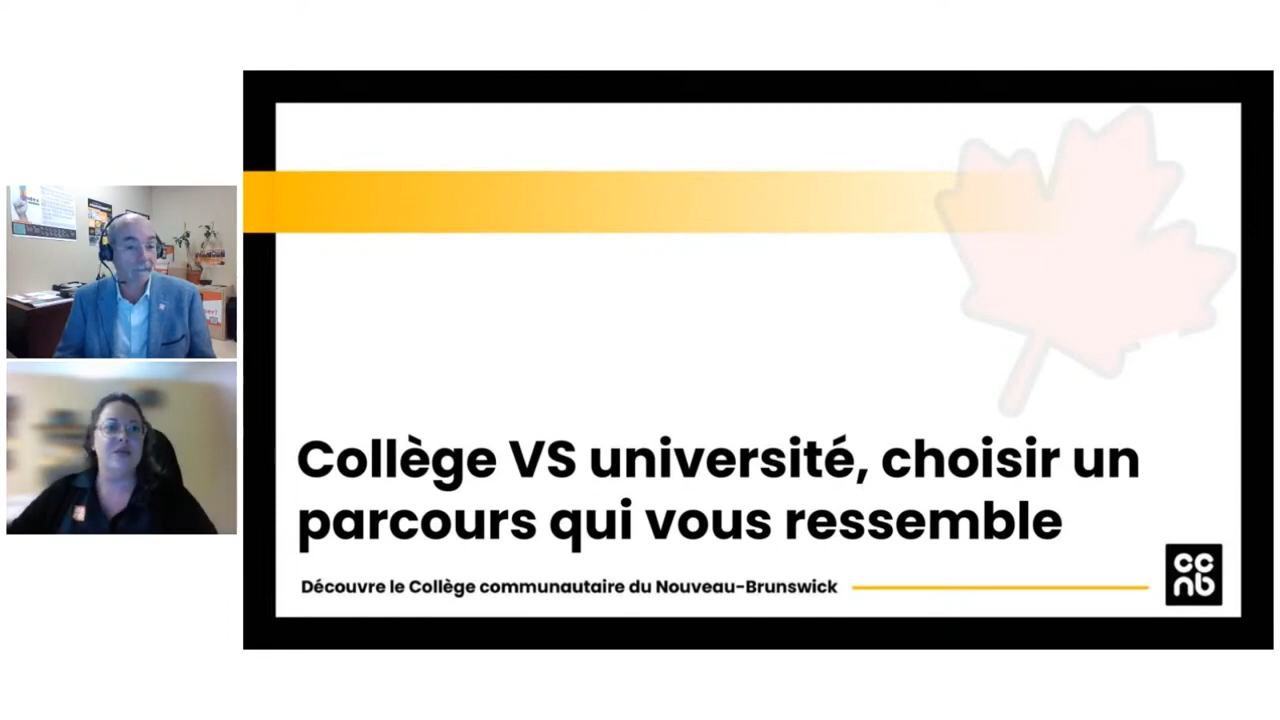 Collège VS université, choisir un
parcours qui vous ressemble
Découvre le Collège communautaire du Nouveau-Brunswick
cc
nb